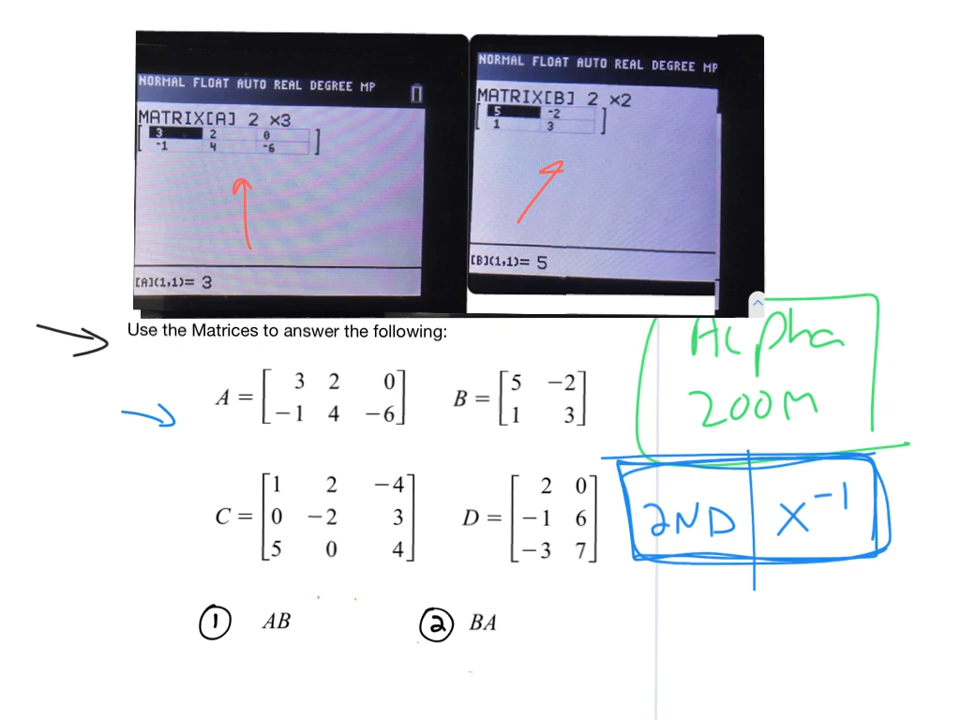 NORMAL FLOAT AUTO REAL DEGREE MP
MATRIX[A] 2 ×3
[ 3 2 0 ]
[ -1 4 -6 ]
[A](1,1)= 3
NORMAL FLOAT AUTO REAL DEGREE MP
MATRIX[B] 2 ×2
[ 5 -2 ]
[ 1 3 ]
[B](1,1)= 5
Use the Matrices to answer the following:
A = [ 3 2 0 ]
[ −1 4 −6 ]
B = [ 5 −2 ]
[ 1 3 ]
C = [ 1 2 −4 ]
[ 0 −2 3 ]
[ 5 0 4 ]
D = [ 2 0 ]
[ −1 6 ]
[ −3 7 ]
Alpha
ZOOM
2ND X⁻¹
1 AB
2 BA